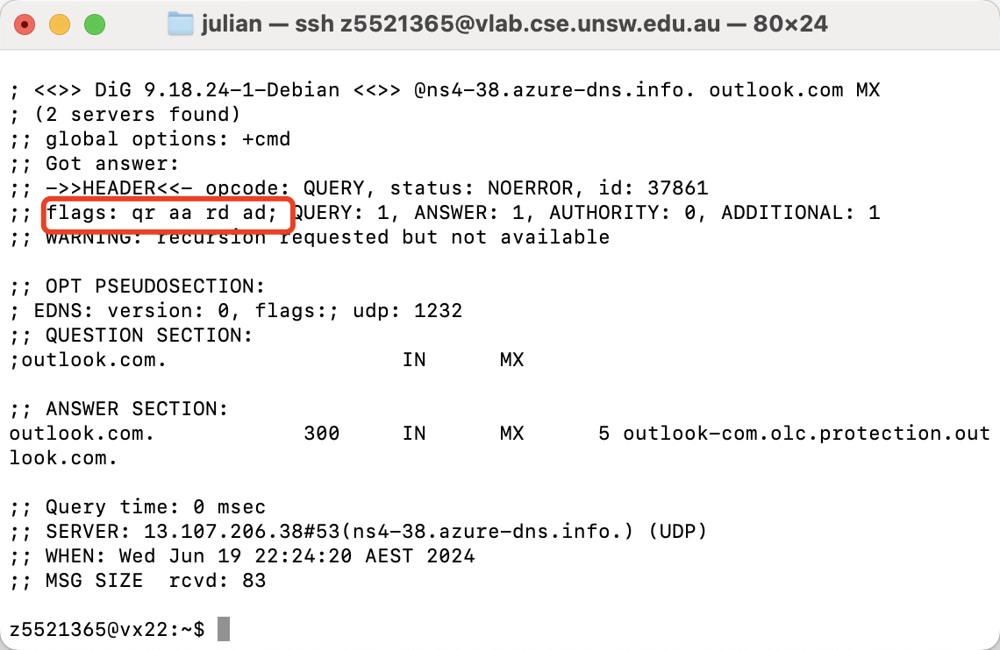 julian — ssh z5521365@vlab.cse.unsw.edu.au — 80×24
; <<>> DiG 9.18.24-1-Debian <<>> @ns4-38.azure-dns.info. outlook.com MX
; (2 servers found)
;; global options: +cmd
;; Got answer:
;; ->>HEADER<<- opcode: QUERY, status: NOERROR, id: 37861
;; flags: qr aa rd ad; QUERY: 1, ANSWER: 1, AUTHORITY: 0, ADDITIONAL: 1
;; WARNING: recursion requested but not available
;; OPT PSEUDOSECTION:
; EDNS: version: 0, flags:; udp: 1232
;; QUESTION SECTION:
;outlook.com. IN MX
;; ANSWER SECTION:
outlook.com. 300 IN MX 5 outlook-com.olc.protection.out
look.com.
;; Query time: 0 msec
;; SERVER: 13.107.206.38#53(ns4-38.azure-dns.info.) (UDP)
;; WHEN: Wed Jun 19 22:24:20 AEST 2024
;; MSG SIZE  rcvd: 83
z5521365@vx22:~$